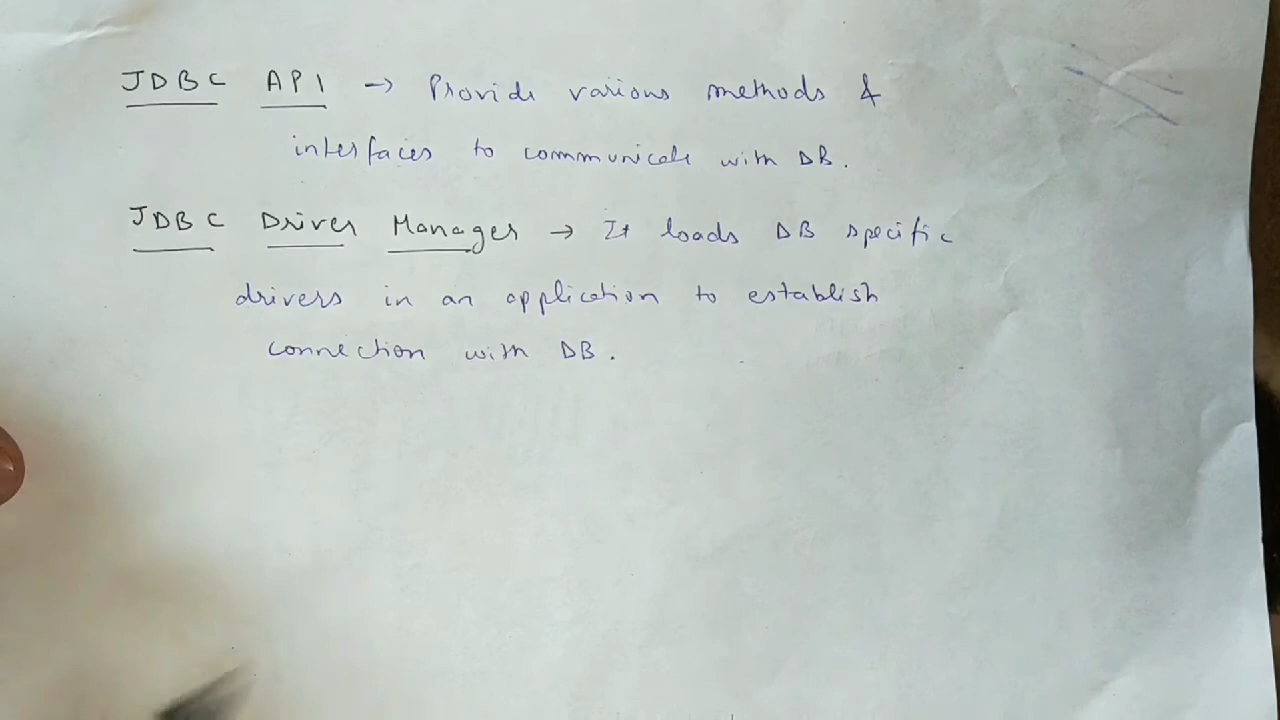 JDBC API → Provide various methods &
interfaces to communicate with DB.
JDBC Driver Manager → It loads DB specific
drivers in an application to establish
connection with DB.